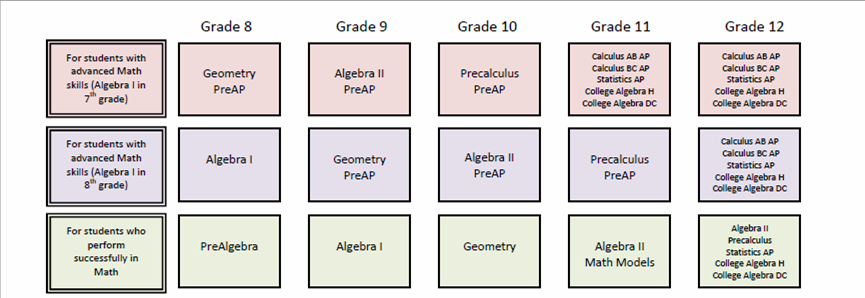 Grade 8
Grade 9
Grade 10
Grade 11
Grade 12
For students with
advanced Math
skills (Algebra I in
7th grade)
Geometry
PreAP
Algebra II
PreAP
Precalculus
PreAP
Calculus AB AP
Calculus BC AP
Statistics AP
College Algebra H
College Algebra DC
Calculus AB AP
Calculus BC AP
Statistics AP
College Algebra H
College Algebra DC
For students with
advanced Math
skills (Algebra I in
8th grade)
Algebra I
Geometry
PreAP
Algebra II
PreAP
Precalculus
PreAP
Calculus AB AP
Calculus BC AP
Statistics AP
College Algebra H
College Algebra DC
For students who
perform
successfully in
Math
PreAlgebra
Algebra I
Geometry
Algebra II
Math Models
Algebra II
Precalculus
Statistics AP
College Algebra H
College Algebra DC